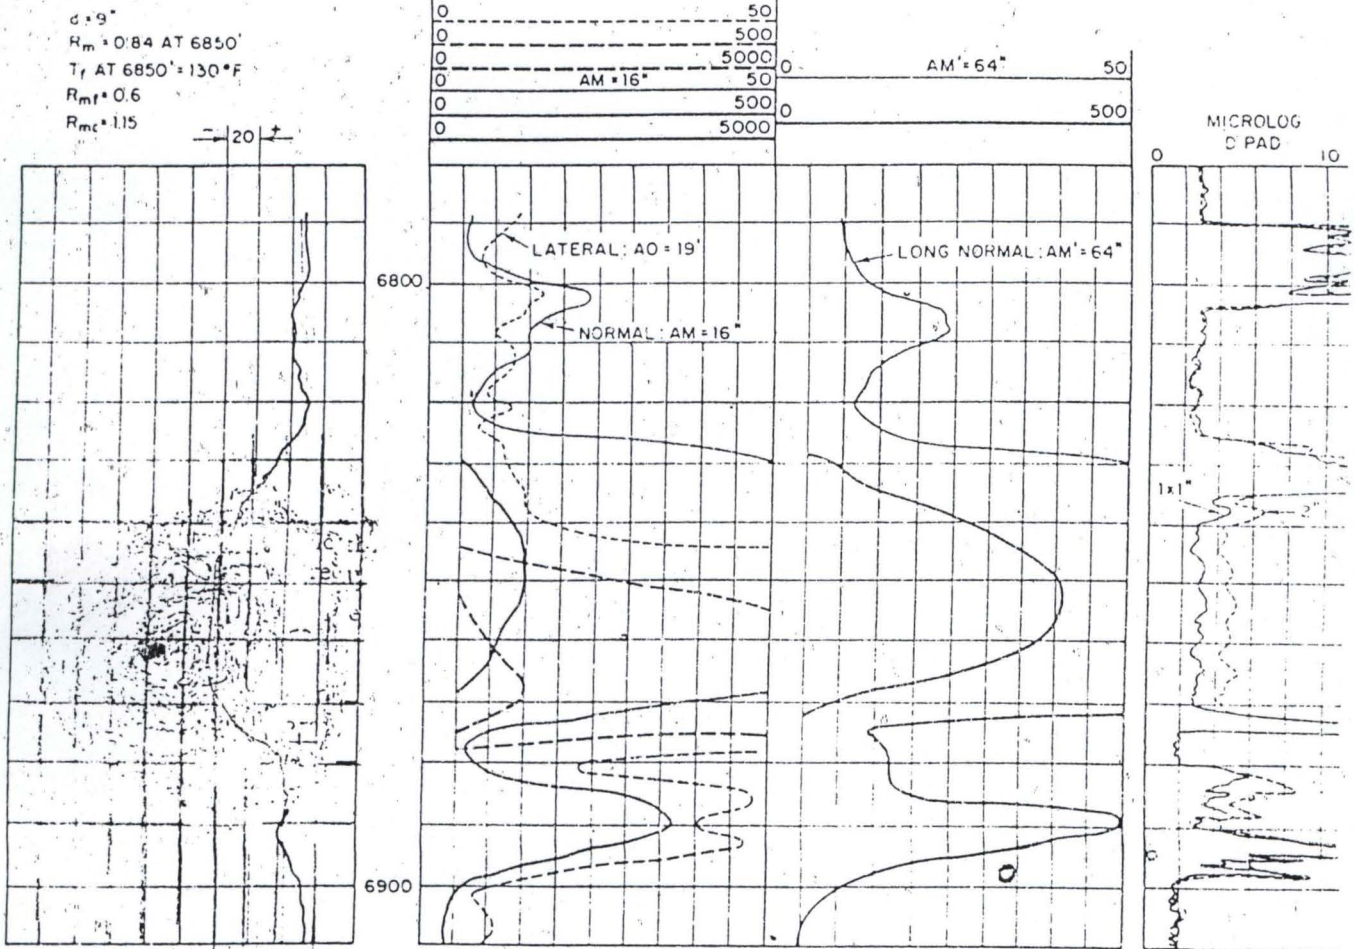 d=9"
Rm = 0.84 AT 6850'
Tf AT 6850' = 130°F
Rmf = 0.6
Rmc = 1.15
- 20 +
0 50
0 500
0 5000
AM = 16"
0 50
0 500
0 5000
AM' = 64"
0 50
0 500
MICROLOG
D PAD
0 10
LATERAL: AO = 19'
LONG NORMAL: AM' = 64"
6800
NORMAL: AM = 16"
1x1"
2"
6900